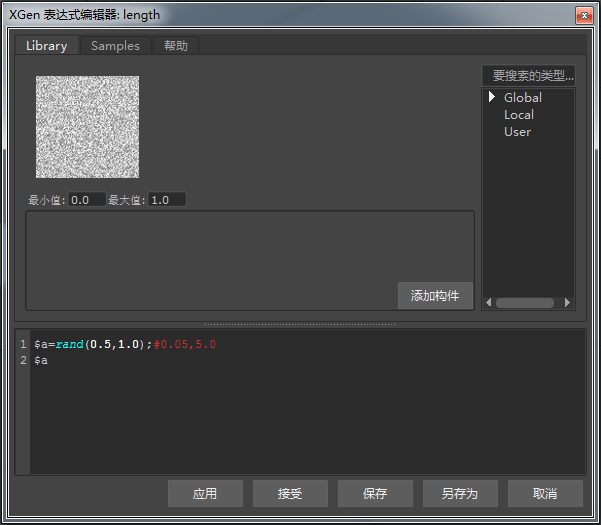 XGen 表达式编辑器: length
Library Samples 帮助
要搜索的类型...
Global
Local
User
最小值: 0.0 最大值: 1.0
添加构件
1 $a=rand(0.5,1.0);#0.05,5.0
2 $a
应用 接受 保存 另存为 取消